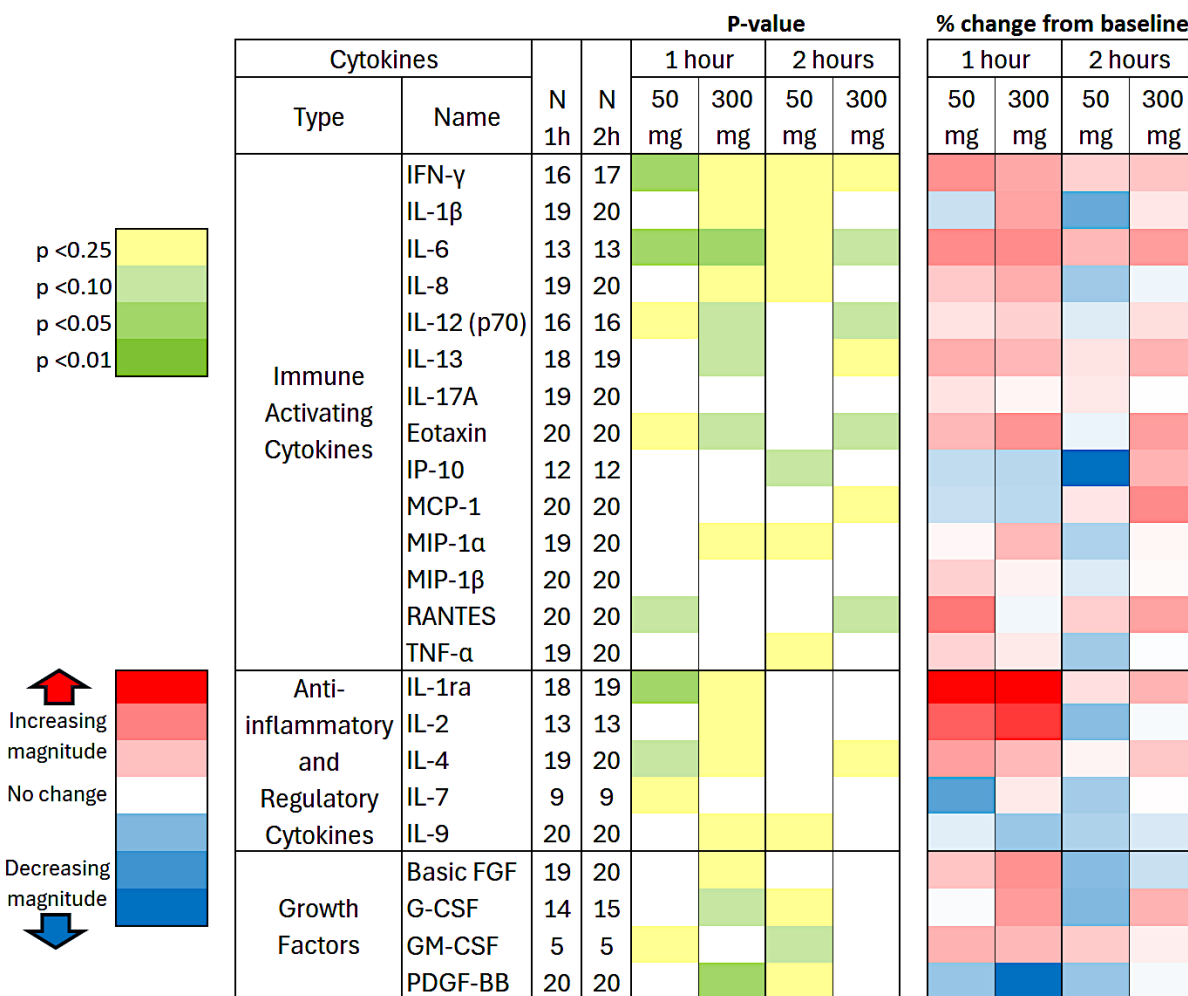 P-value % change from baseline
Cytokines 1 hour 2 hours 1 hour 2 hours
Type Name N 1h N 2h 50 mg 300 mg 50 mg 300 mg 50 mg 300 mg 50 mg 300 mg
p <0.25
p <0.10
p <0.05
p <0.01
Immune
Activating
Cytokines
IFN-γ 16 17
IL-1β 19 20
IL-6 13 13
IL-8 19 20
IL-12 (p70) 16 16
IL-13 18 19
IL-17A 19 20
Eotaxin 20 20
IP-10 12 12
MCP-1 20 20
MIP-1α 19 20
MIP-1β 20 20
RANTES 20 20
TNF-α 19 20
Increasing
magnitude
No change
Decreasing
magnitude
Anti-
inflammatory
and
Regulatory
Cytokines
IL-1ra 18 19
IL-2 13 13
IL-4 19 20
IL-7 9 9
IL-9 20 20
Growth
Factors
Basic FGF 19 20
G-CSF 14 15
GM-CSF 5 5
PDGF-BB 20 20